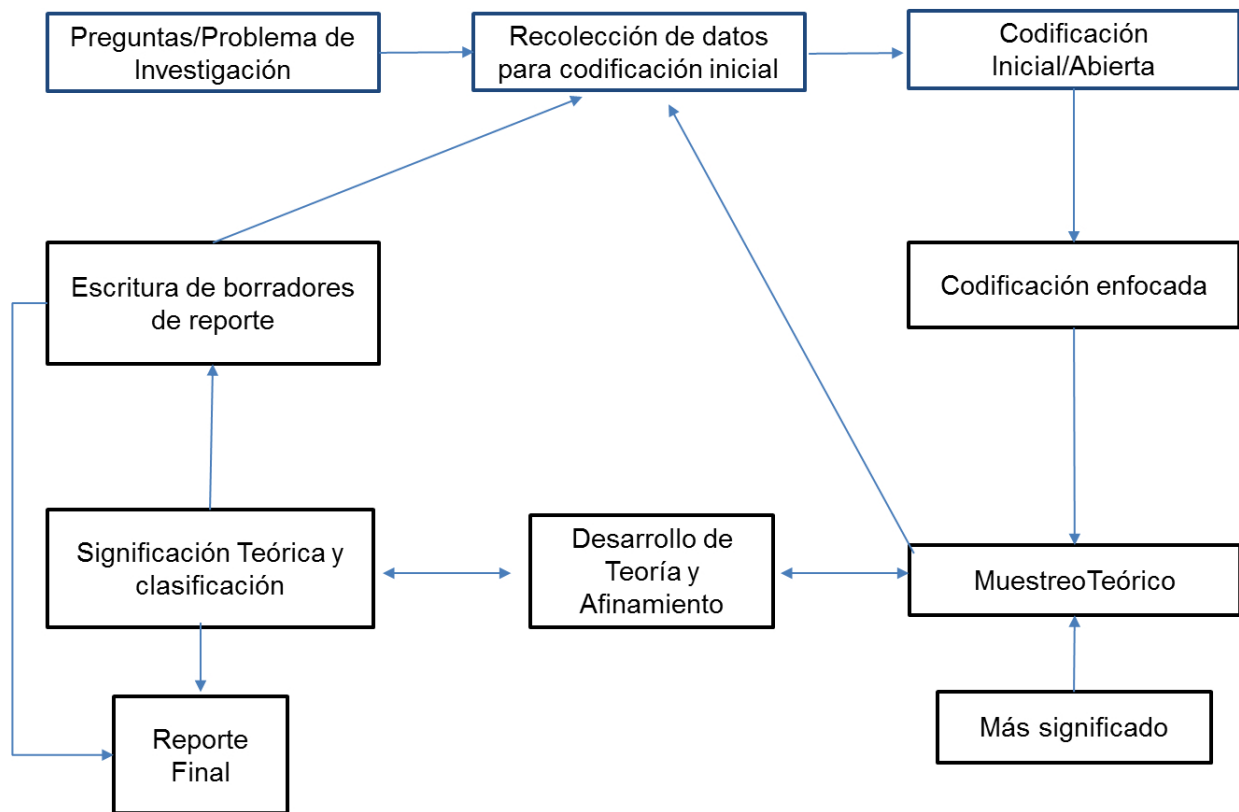 Preguntas/Problema de
Investigación
Recolección de datos
para codificación inicial
Codificación
Inicial/Abierta
Escritura de borradores
de reporte
Codificación enfocada
Significación Teórica y
clasificación
Desarrollo de
Teoría y
Afinamiento
MuestreoTeórico
Reporte
Final
Más significado